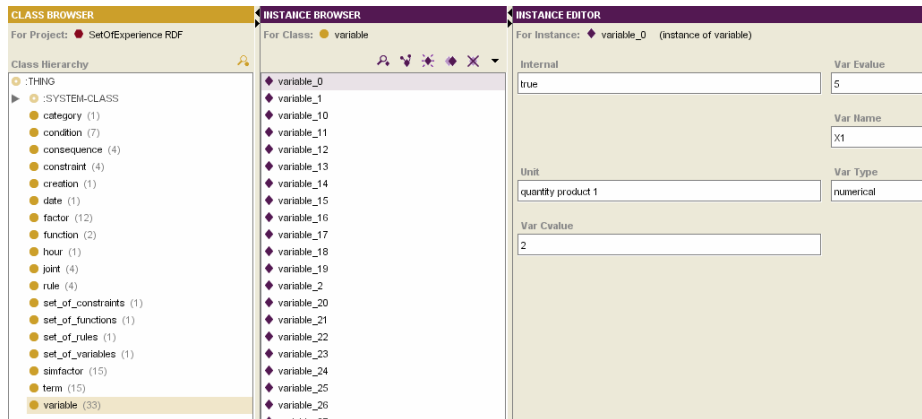 CLASS BROWSER
For Project: SetOfExperience RDF
Class Hierarchy
:THING
:SYSTEM-CLASS
category (1)
condition (7)
consequence (4)
constraint (4)
creation (1)
date (1)
factor (12)
function (2)
hour (1)
joint (4)
rule (4)
set_of_constraints (1)
set_of_functions (1)
set_of_rules (1)
set_of_variables (1)
simfactor (15)
term (15)
variable (33)
INSTANCE BROWSER
For Class: variable
variable_0
variable_1
variable_10
variable_11
variable_12
variable_13
variable_14
variable_15
variable_16
variable_17
variable_18
variable_19
variable_2
variable_20
variable_21
variable_22
variable_23
variable_24
variable_25
variable_26
INSTANCE EDITOR
For Instance: variable_0 (instance of variable)
Internal
true
Var Evalue
5
Var Name
X1
Unit
quantity product 1
Var Type
numerical
Var Cvalue
2